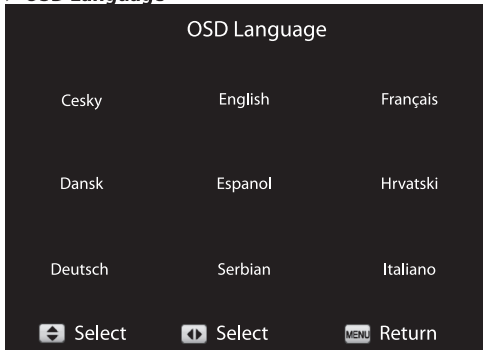 OSD Language
Cesky English Français
Dansk Espanol Hrvatski
Deutsch Serbian Italiano
Select Select MENU Return